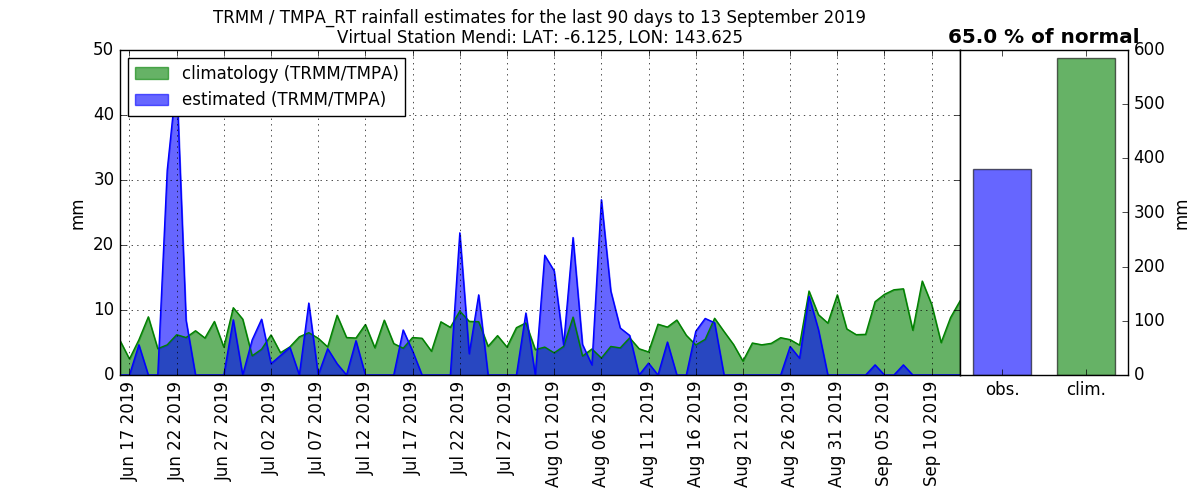 TRMM / TMPA_RT rainfall estimates for the last 90 days to 13 September 2019
Virtual Station Mendi: LAT: -6.125, LON: 143.625
65.0 % of normal
climatology (TRMM/TMPA)
estimated (TRMM/TMPA)
50
40
30
20
10
0
mm
600
500
400
300
200
100
0
mm
Jun 17 2019
Jun 22 2019
Jun 27 2019
Jul 02 2019
Jul 07 2019
Jul 12 2019
Jul 17 2019
Jul 22 2019
Jul 27 2019
Aug 01 2019
Aug 06 2019
Aug 11 2019
Aug 16 2019
Aug 21 2019
Aug 26 2019
Aug 31 2019
Sep 05 2019
Sep 10 2019
obs.
clim.